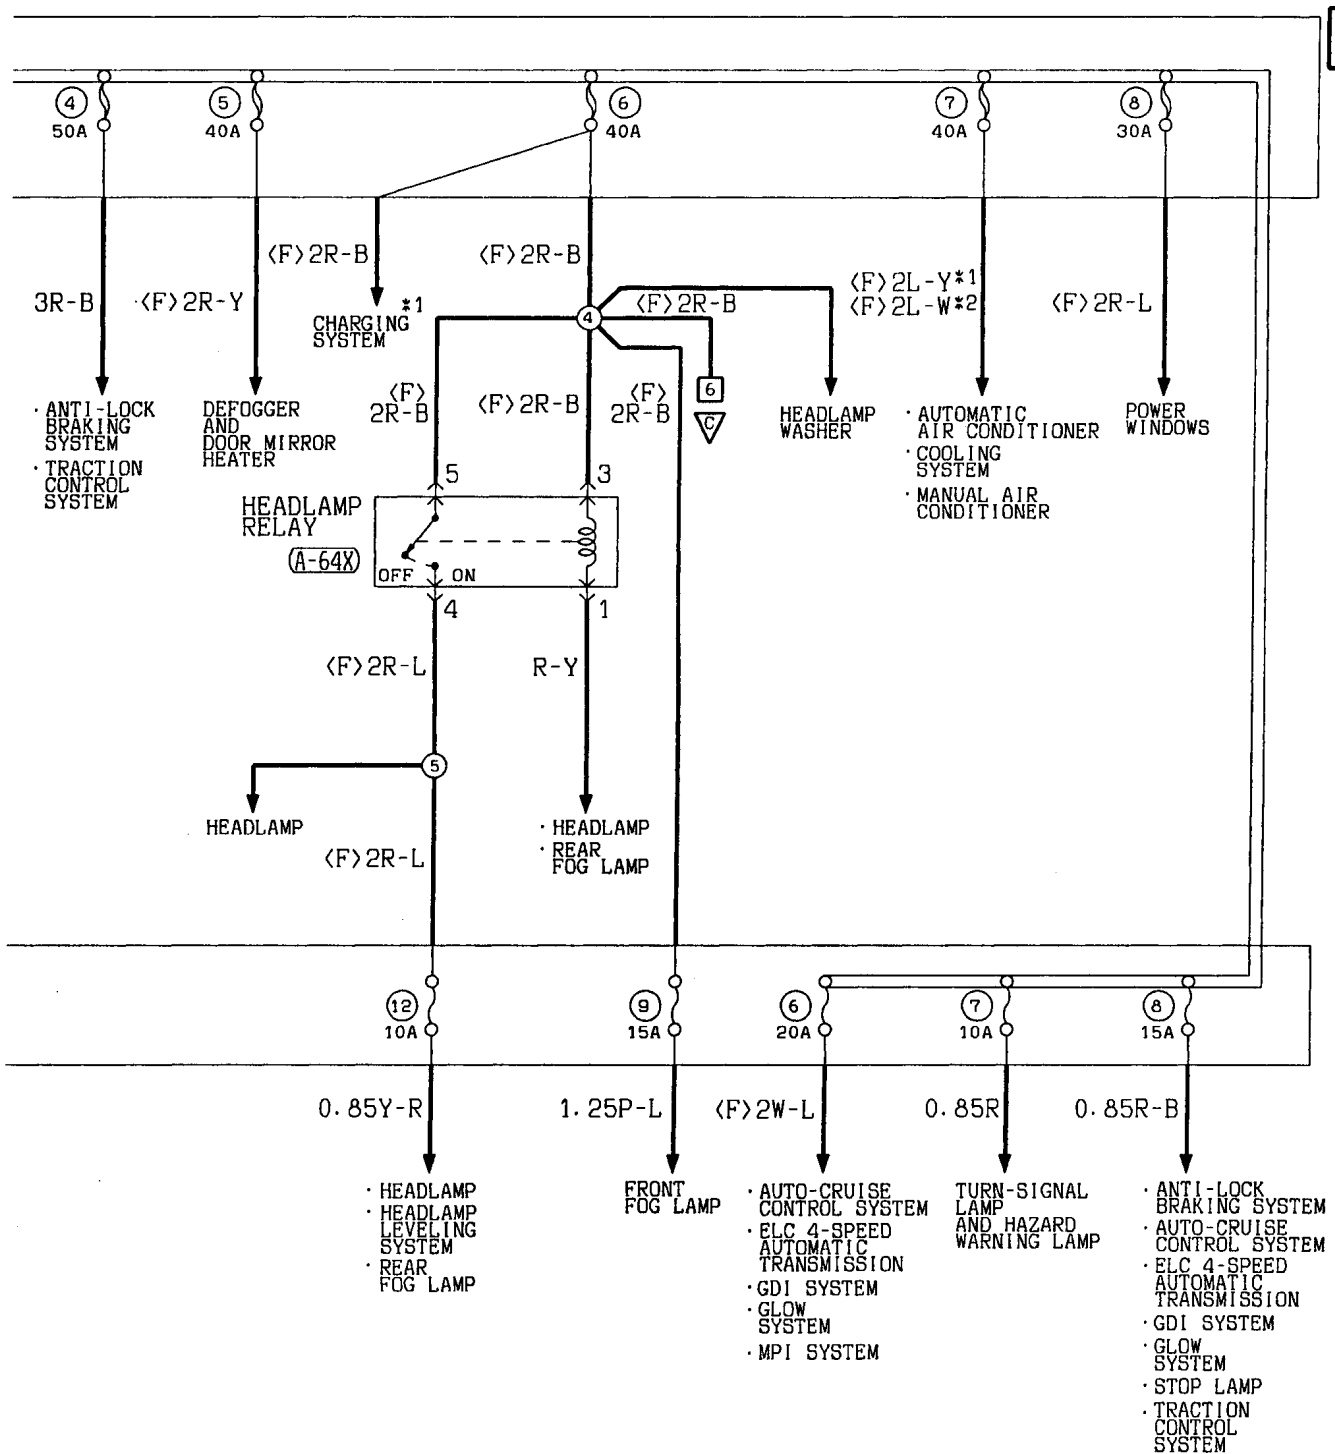 4
50A
5
40A
6
40A
7
40A
8
30A
3R-B
<F>2R-Y
<F>2R-B
<F>2R-B
<F>2R-B
<F>2L-Y*1
<F>2L-W*2
<F>2R-L
*1
CHARGING
SYSTEM
4
<F>
2R-B
<F>2R-B
<F>
2R-B
6
C
· ANTI-LOCK
BRAKING
SYSTEM
· TRACTION
CONTROL
SYSTEM
DEFOGGER
AND
DOOR MIRROR
HEATER
HEADLAMP
WASHER
· AUTOMATIC
AIR CONDITIONER
· COOLING
SYSTEM
· MANUAL AIR
CONDITIONER
POWER
WINDOWS
5
3
HEADLAMP
RELAY
A-64X
OFF
ON
4
1
<F>2R-L
R-Y
5
HEADLAMP
<F>2R-L
· HEADLAMP
· REAR
FOG LAMP
12
10A
9
15A
6
20A
7
10A
8
15A
0.85Y-R
1.25P-L
<F>2W-L
0.85R
0.85R-B
· HEADLAMP
· HEADLAMP
LEVELING
SYSTEM
· REAR
FOG LAMP
FRONT
FOG LAMP
· AUTO-CRUISE
CONTROL SYSTEM
· ELC 4-SPEED
AUTOMATIC
TRANSMISSION
· GDI SYSTEM
· GLOW
SYSTEM
· MPI SYSTEM
TURN-SIGNAL
LAMP
AND HAZARD
WARNING LAMP
· ANTI-LOCK
BRAKING SYSTEM
· AUTO-CRUISE
CONTROL SYSTEM
· ELC 4-SPEED
AUTOMATIC
TRANSMISSION
· GDI SYSTEM
· GLOW
SYSTEM
· STOP LAMP
· TRACTION
CONTROL
SYSTEM